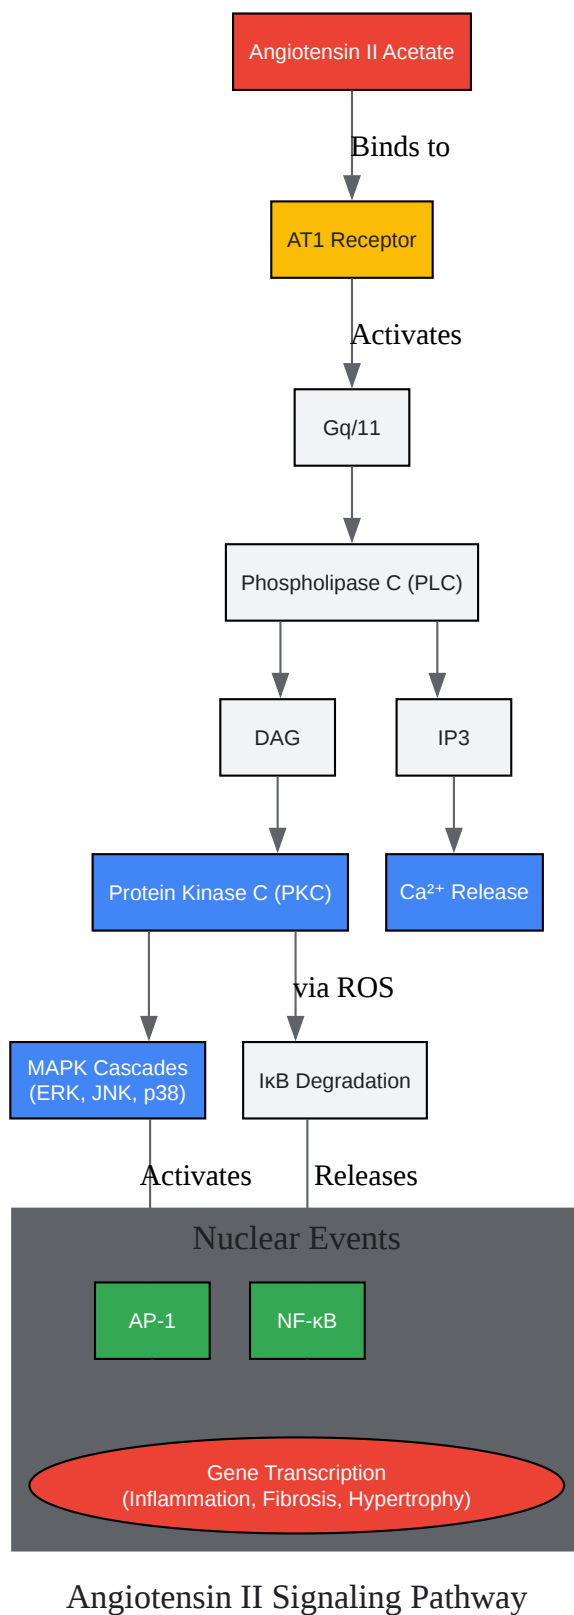 Angiotensin II Acetate
Binds to
AT1 Receptor
Activates
Gq/11
Phospholipase C (PLC)
DAG
IP3
Protein Kinase C (PKC)
Ca²⁺ Release
via ROS
MAPK Cascades
(ERK, JNK, p38)
IκB Degradation
Activates
Releases
Nuclear Events
AP-1
NF-κB
Gene Transcription
(Inflammation, Fibrosis, Hypertrophy)
Angiotensin II Signaling Pathway